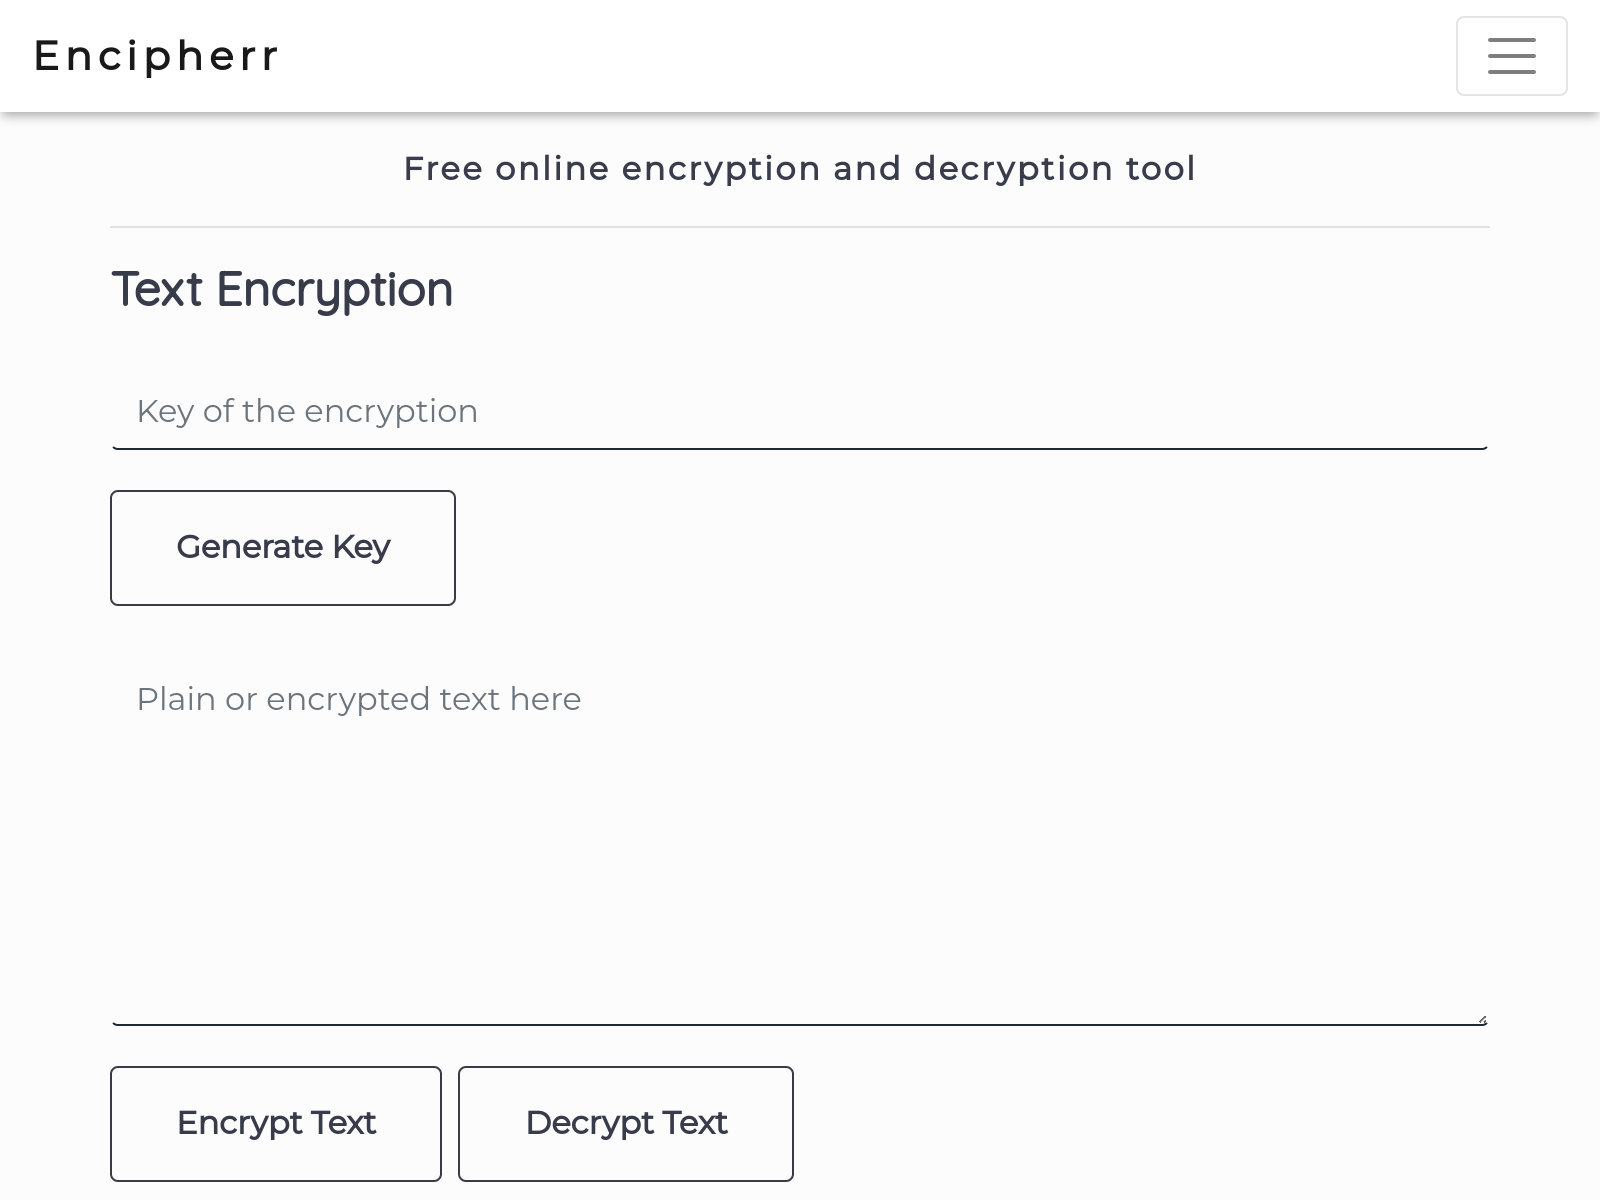 Encipherr
Free online encryption and decryption tool
Text Encryption
Key of the encryption
Generate Key
Plain or encrypted text here
Encrypt Text
Decrypt Text